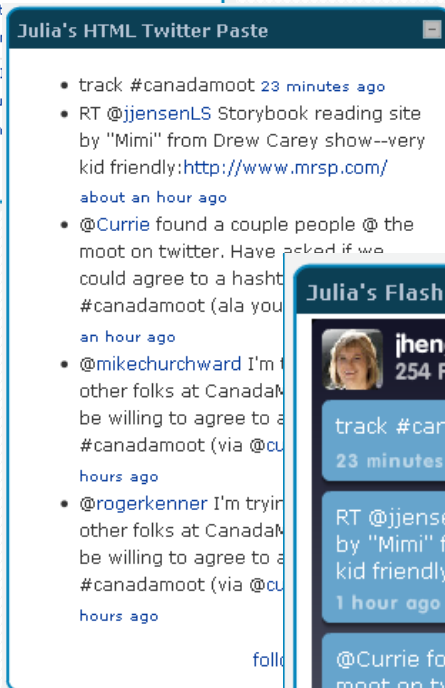 Julia's HTML Twitter Paste
track #canadamoot 23 minutes ago
RT @jjensenLS Storybook reading site
by "Mimi" from Drew Carey show--very
kid friendly:http://www.mrsp.com/
about an hour ago
@Currie found a couple people @ the
moot on twitter. Have asked if we
could agree to a hasht
#canadamoot (ala you
an hour ago
@mikechurchward I'm t
other folks at CanadaM
be willing to agree to a
#canadamoot (via @cu
hours ago
@rogerkenner I'm tryin
other folks at CanadaM
be willing to agree to a
#canadamoot (via @cu
hours ago
follo
Julia's Flash
jhen
254 F
track #can
23 minutes
RT @jjense
by "Mimi" f
kid friendly
1 hour ago
@Currie fo
moot on tw